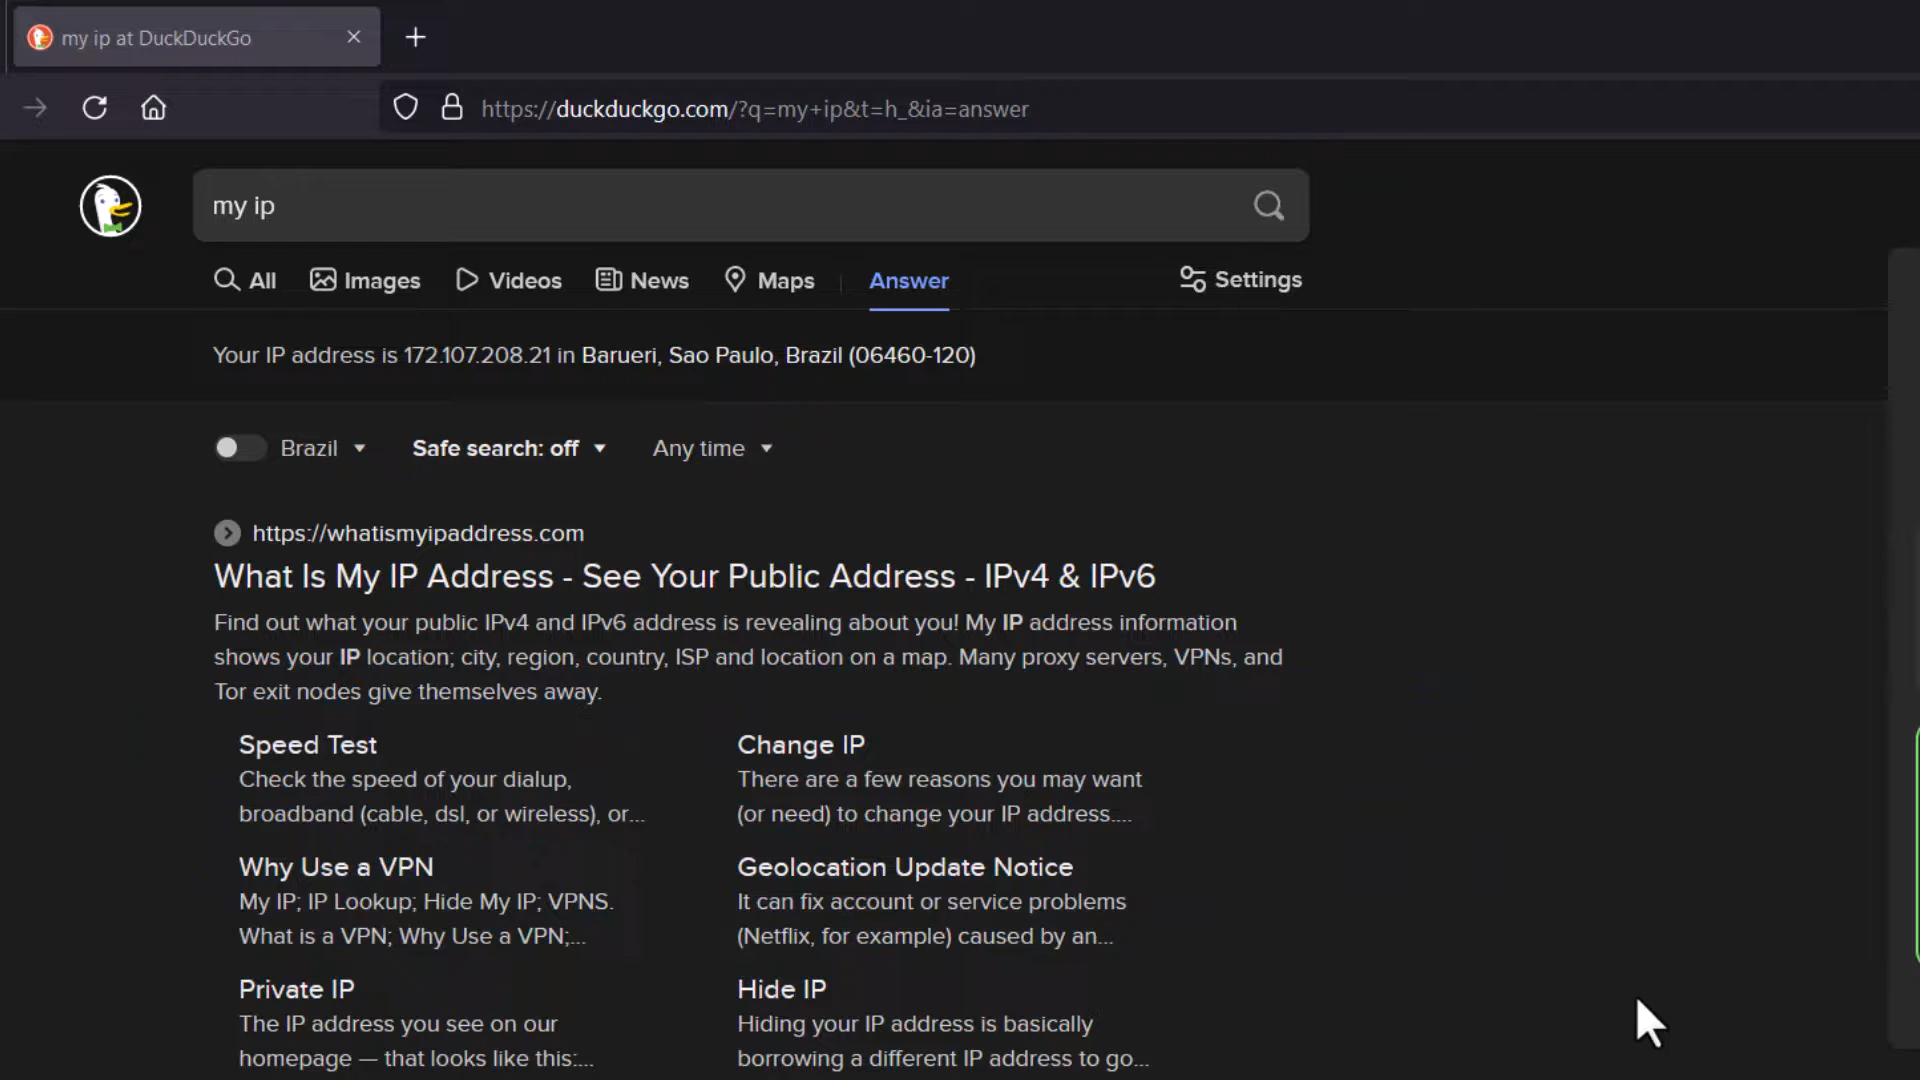 my ip at DuckDuckGo
https://duckduckgo.com/?q=my+ip&t=h_&ia=answer
my ip
All Images Videos News Maps Answer Settings
Your IP address is 172.107.208.21 in Barueri, Sao Paulo, Brazil (06460-120)
Brazil Safe search: off Any time
https://whatismyipaddress.com
What Is My IP Address - See Your Public Address - IPv4 & IPv6
Find out what your public IPv4 and IPv6 address is revealing about you! My IP address information
shows your IP location; city, region, country, ISP and location on a map. Many proxy servers, VPNs, and
Tor exit nodes give themselves away.
Speed Test
Check the speed of your dialup,
broadband (cable, dsl, or wireless), or...
Change IP
There are a few reasons you may want
(or need) to change your IP address....
Why Use a VPN
My IP; IP Lookup; Hide My IP; VPNS.
What is a VPN; Why Use a VPN;...
Geolocation Update Notice
It can fix account or service problems
(Netflix, for example) caused by an...
Private IP
The IP address you see on our
homepage — that looks like this:...
Hide IP
Hiding your IP address is basically
borrowing a different IP address to go...